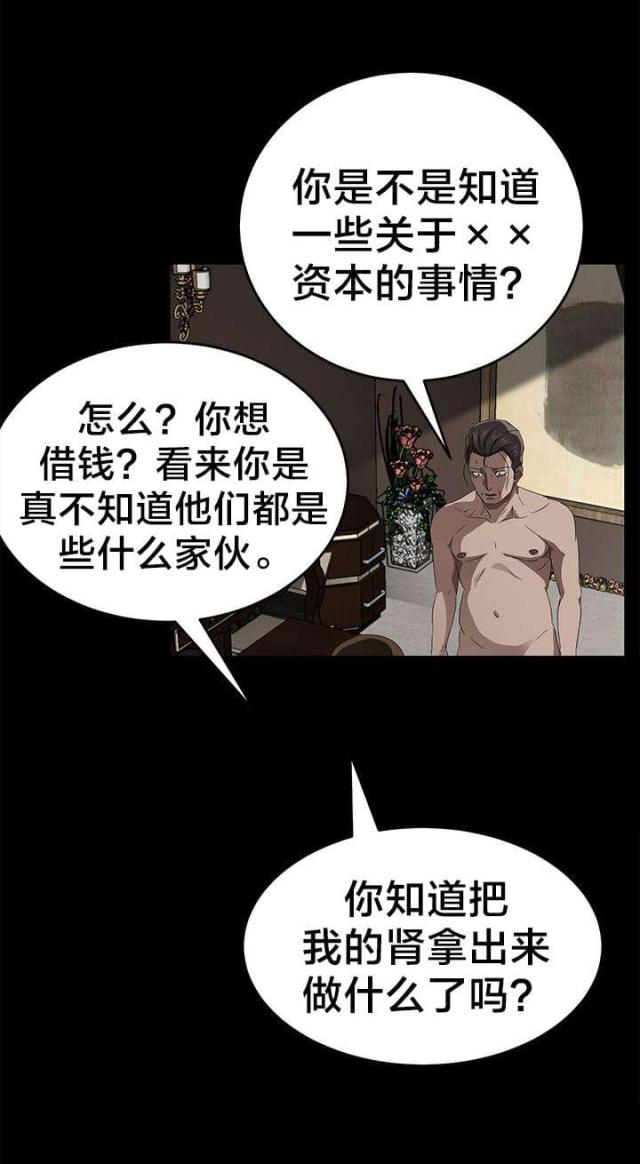 你是不是知道
一些关于××
资本的事情？
怎么？你想
借钱？看来你是
真不知道他们都是
些什么家伙。
你知道把
我的肾拿出来
做什么了吗？